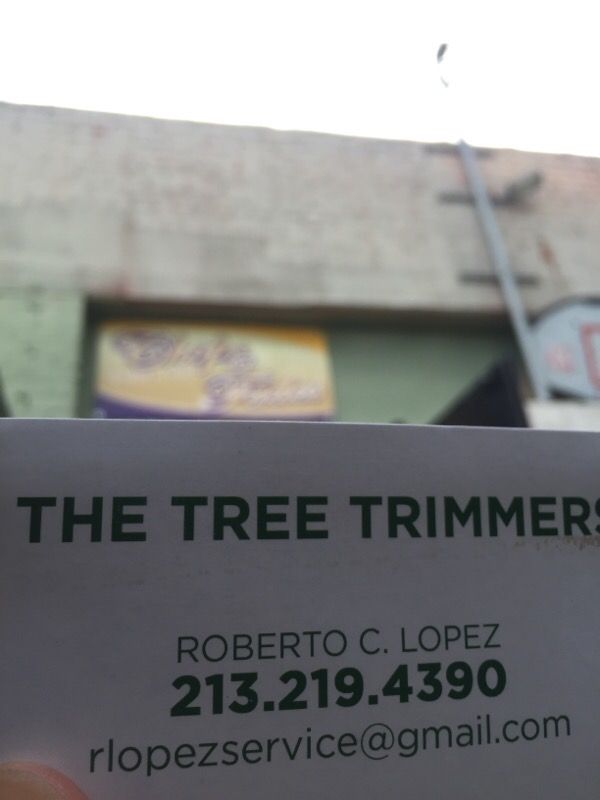 THE TREE TRIMMERS
ROBERTO C. LOPEZ
213.219.4390
rlopezservice@gmail.com